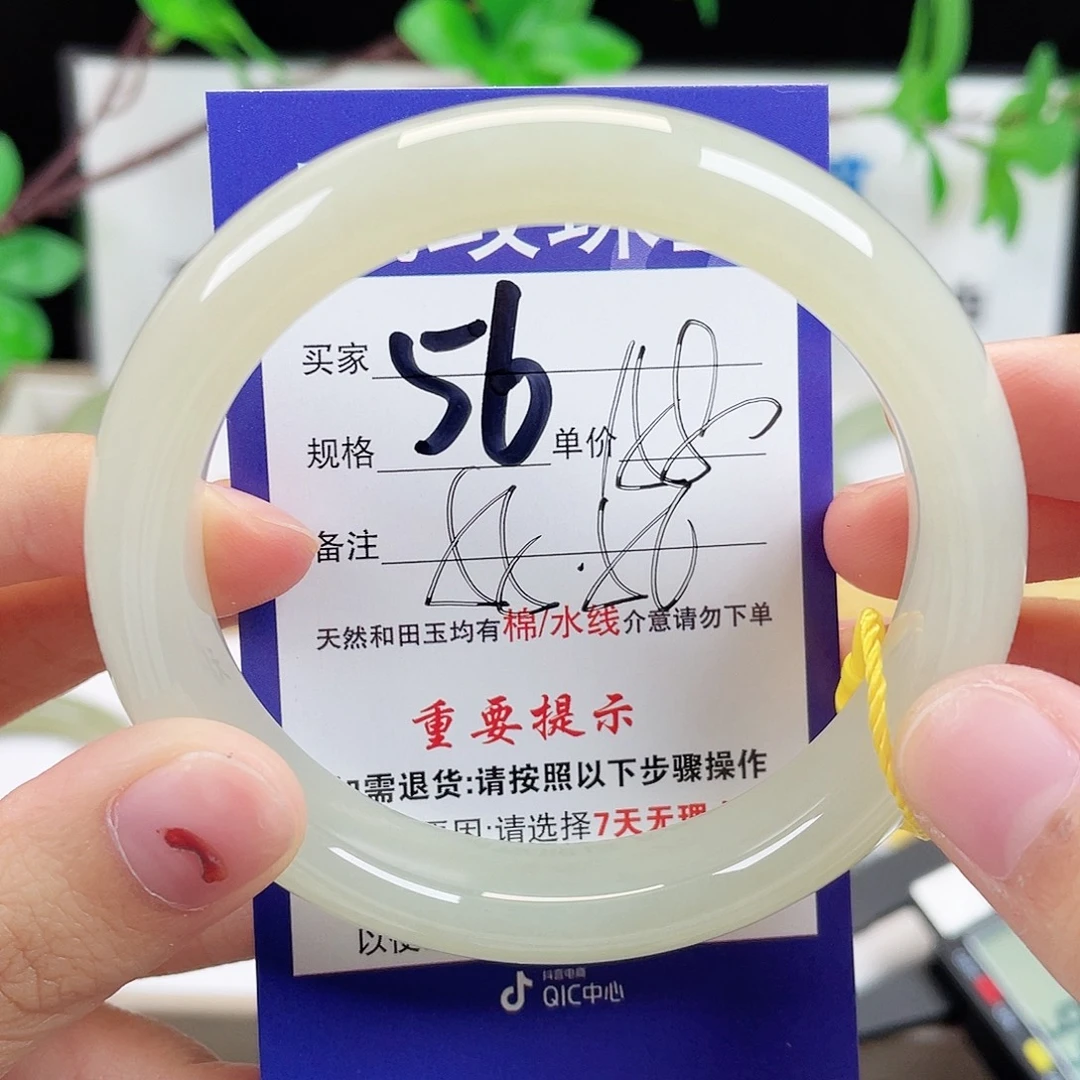 买家
56
规格
单价
备注
天然和田玉均有棉/水线介意请勿下单
重要提示
需退货:请按照以下步骤操作
因:请选择7天无理
以便
抖音电商
QIC中心